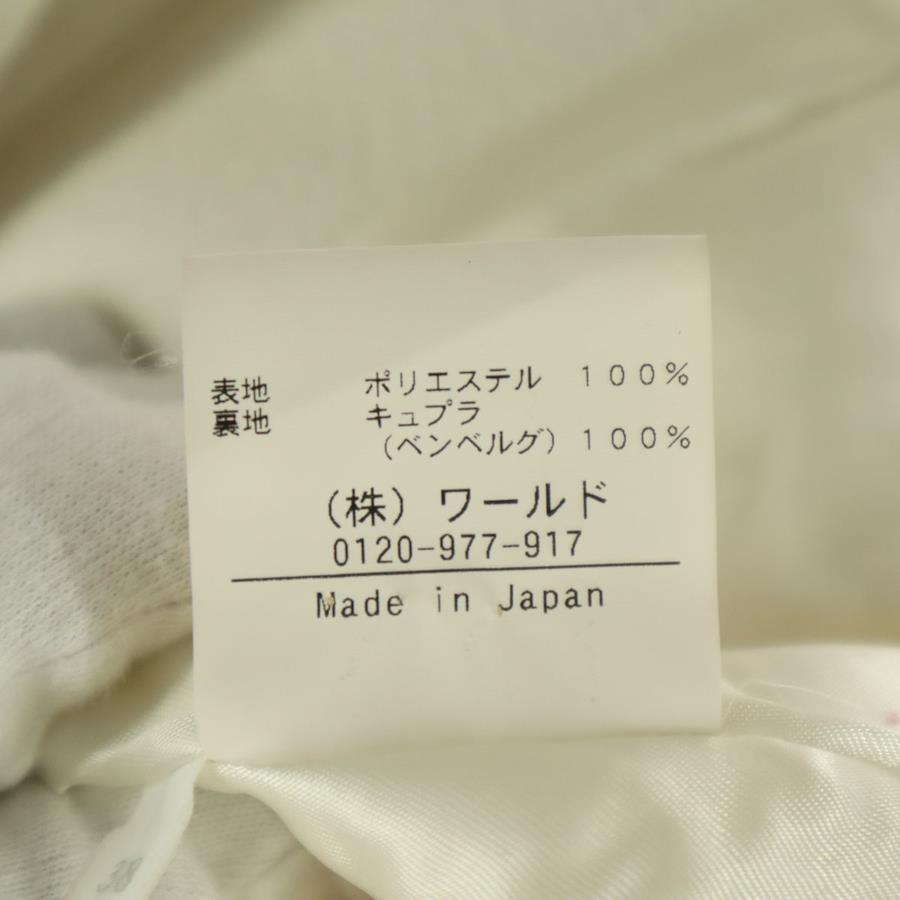 表地 ポリエステル 100%
裏地 キュプラ
(ベンベルグ) 100%
(株) ワールド
0120-977-917
Made in Japan
38